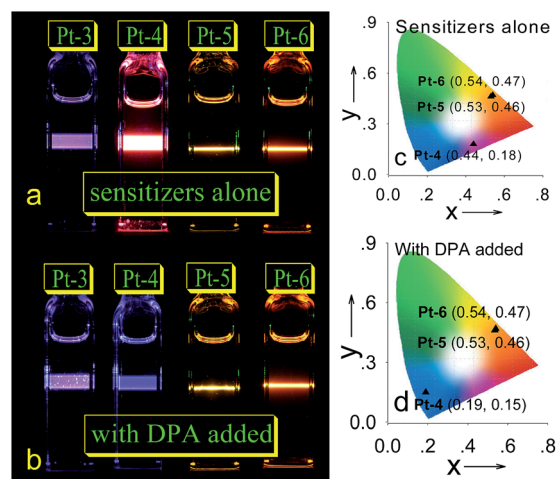 Pt-3 Pt-4 Pt-5 Pt-6
a
sensitizers alone
Pt-3 Pt-4 Pt-5 Pt-6
b
with DPA added
.9
Sensitizers alone
.6
Pt-6 (0.54, 0.47)
Pt-5 (0.53, 0.46)
y
.3
c
Pt-4 (0.44, 0.18)
0.0
0.0 .2 .4 .6 .8
x
.9
With DPA added
.6
Pt-6 (0.54, 0.47)
Pt-5 (0.53, 0.46)
y
.3
d
Pt-4 (0.19, 0.15)
0.0
0.0 .2 .4 .6 .8
x